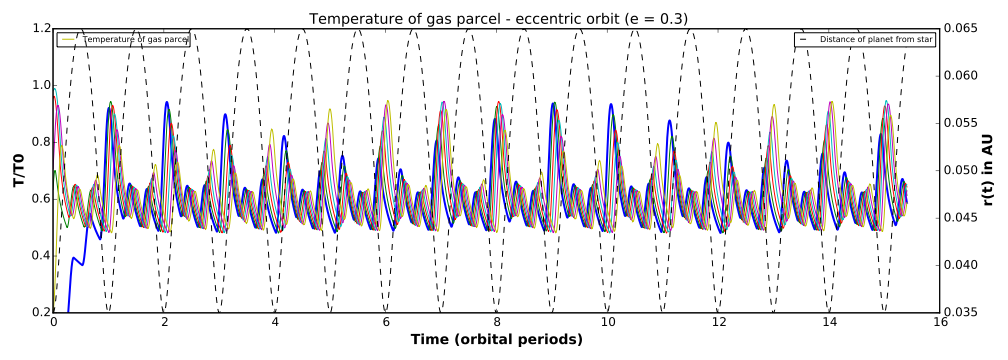 Temperature of gas parcel - eccentric orbit (e = 0.3)
Temperature of gas parcel
Distance of planet from star
1.2
1.0
0.8
0.6
0.4
0.2
T/T0
0.065
0.060
0.055
0.050
0.045
0.040
0.035
r(t) in AU
0 2 4 6 8 10 12 14 16
Time (orbital periods)